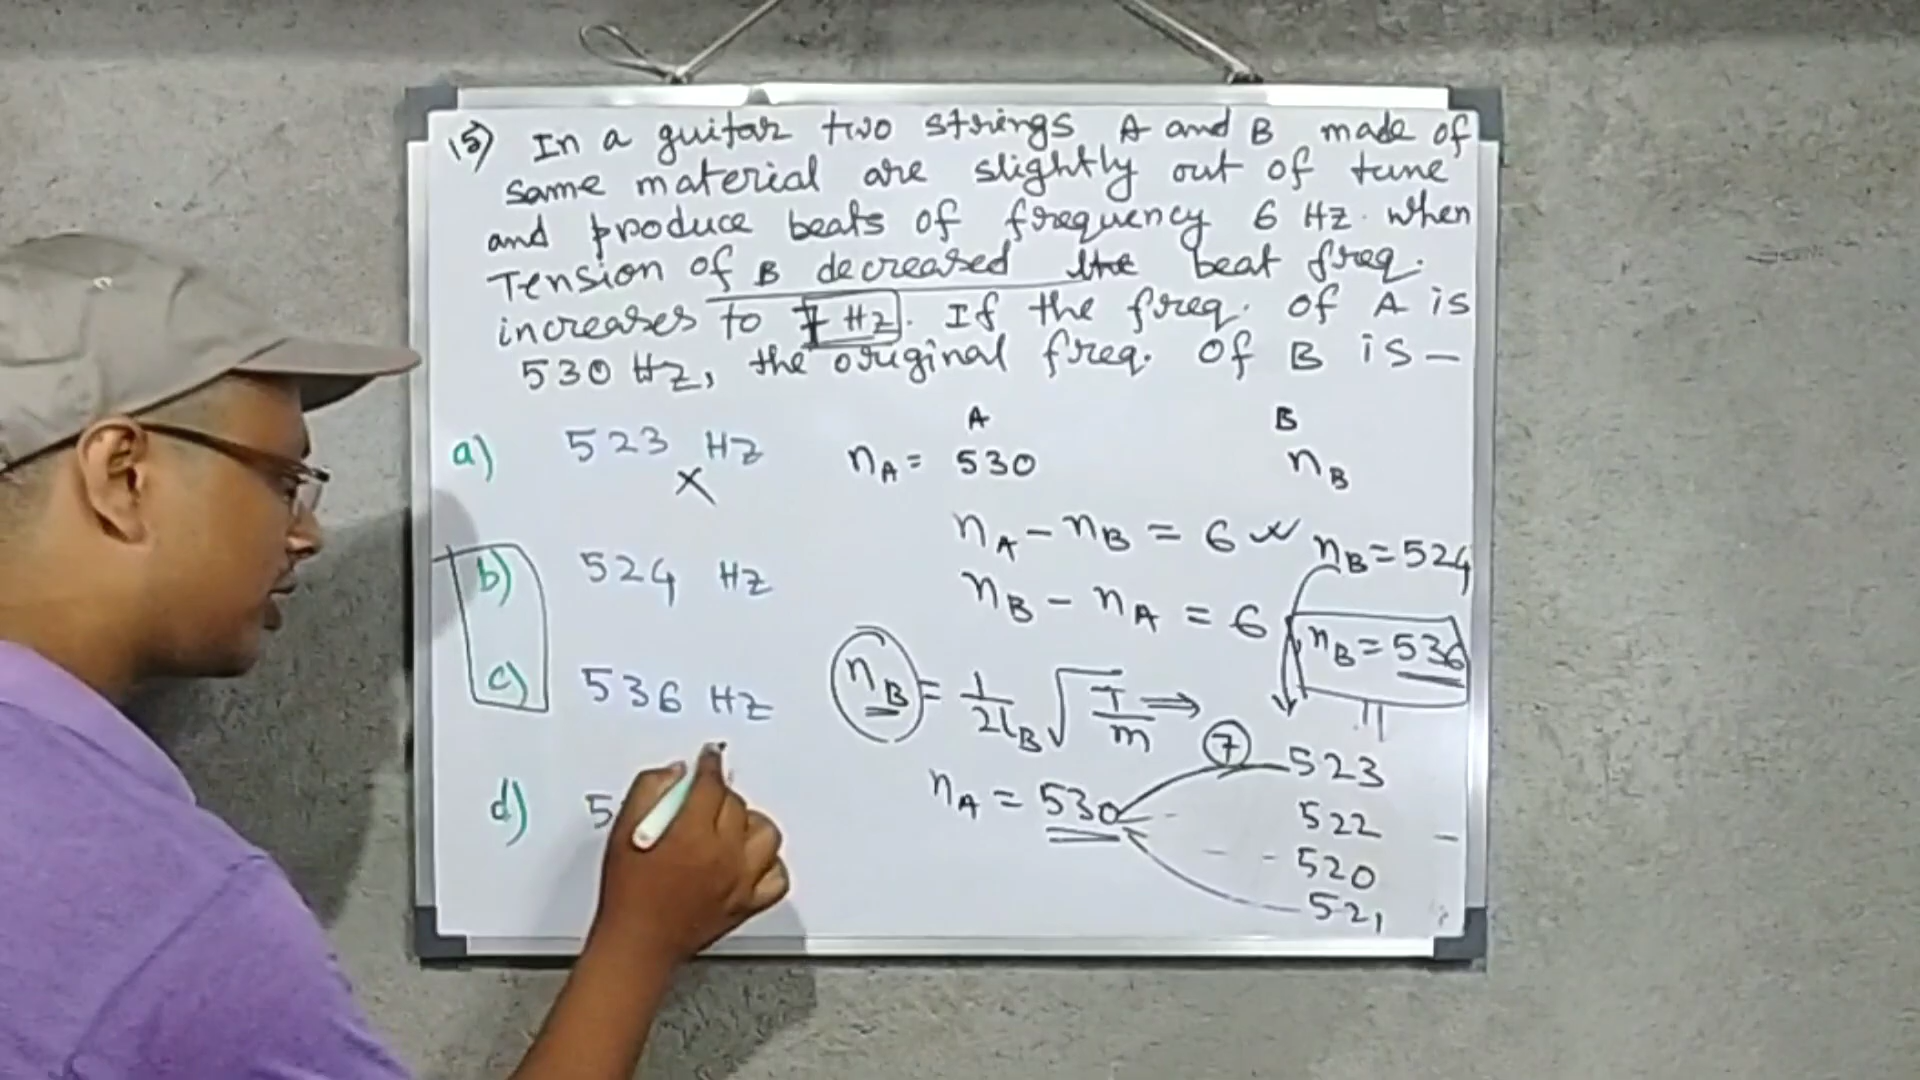 15) In a guitar two strings A and B made of
same material are slightly out of tune
and produce beats of frequency 6 Hz. when
Tension of B decreased the beat freq.
increases to 7 Hz. If the freq. of A is
530 Hz, the original freq. of B is —
a) 523 Hz ×
b) 524 Hz
c) 536 Hz
d) 5
A B
nA = 530 nB
nA - nB = 6 nB = 524
nB - nA = 6 nB = 536
nB = 1/2lB √T/m ⇒
nA = 530 7 523
522
520
521